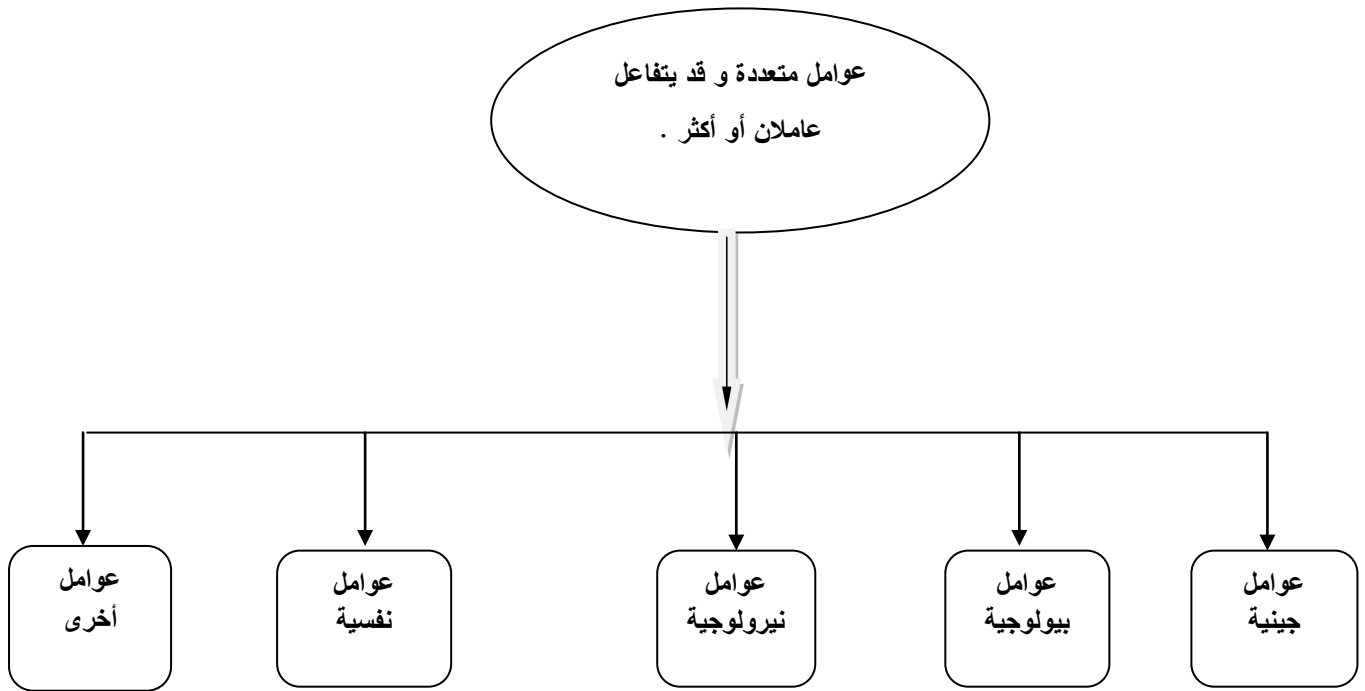 عوامل متعددة و قد يتفاعل
عاملان أو أكثر .
عوامل
جينية
عوامل
بيولوجية
عوامل
نيرولوجية
عوامل
نفسية
عوامل
أخرى